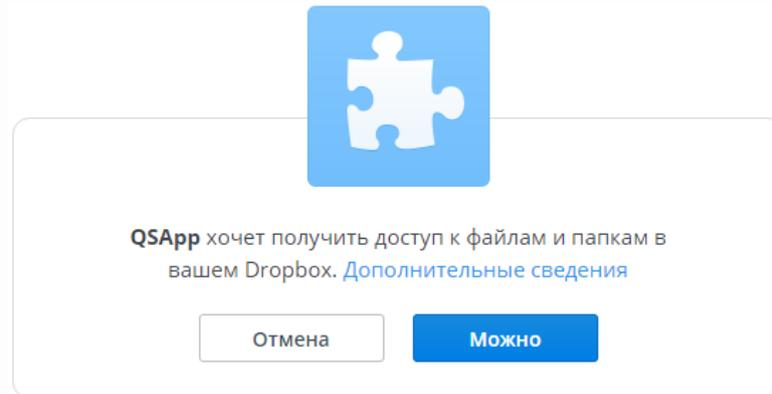 QSApp хочет получить доступ к файлам и папкам в
вашем Dropbox. Дополнительные сведения
Отмена
Можно